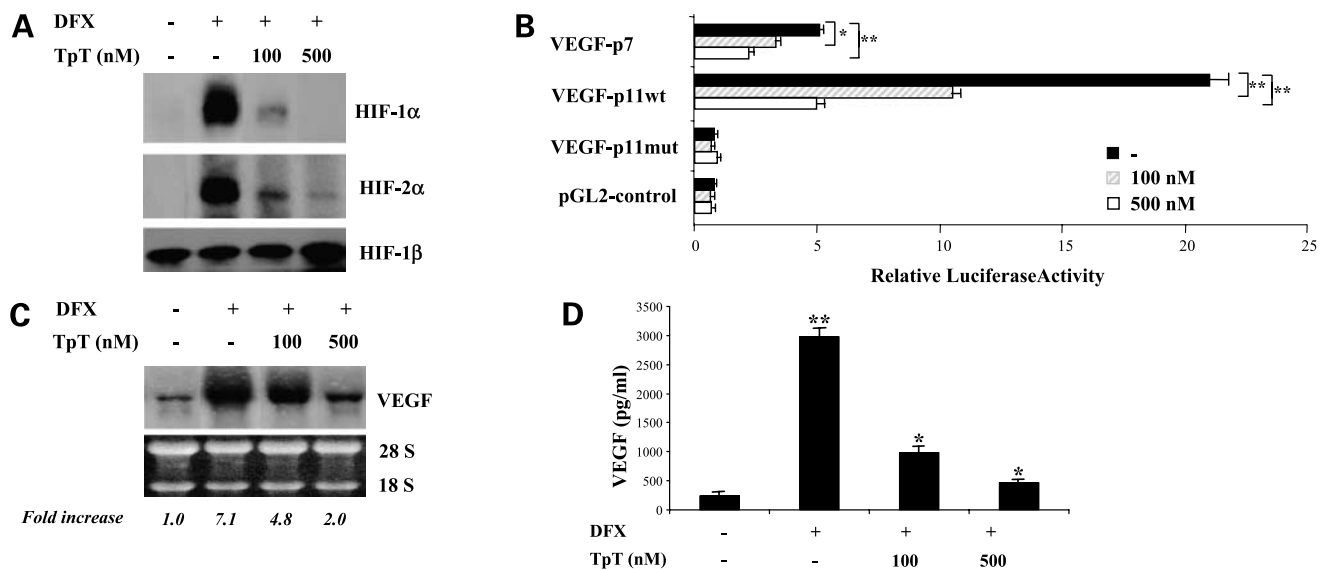 A
DFX - + + +
TpT (nM) - - 100 500
HIF-1α
HIF-2α
HIF-1β
B
VEGF-p7
VEGF-p11wt
VEGF-p11mut
pGL2-control
* **
** **
-
100 nM
500 nM
0 5 10 15 20 25
Relative LuciferaseActivity
C
DFX - + + +
TpT (nM) - - 100 500
VEGF
28 S
18 S
Fold increase 1.0 7.1 4.8 2.0
D
VEGF (pg/ml)
3500
3000
2500
2000
1500
1000
500
0
**
*
*
DFX - + + +
TpT (nM) - - 100 500